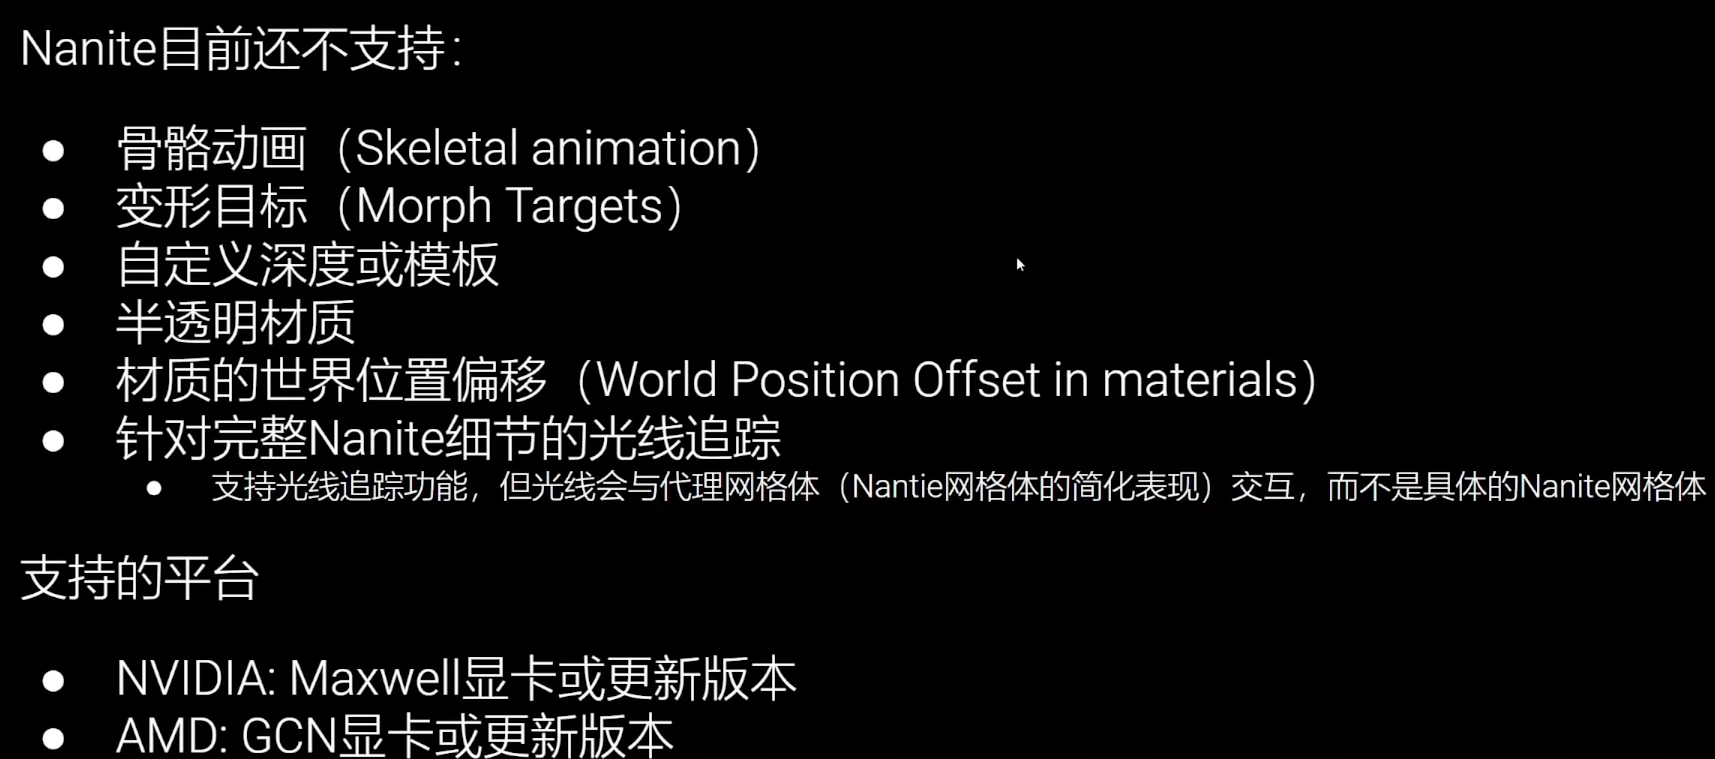 Nanite目前还不支持：
● 骨骼动画（Skeletal animation）
● 变形目标（Morph Targets）
● 自定义深度或模板
● 半透明材质
● 材质的世界位置偏移（World Position Offset in materials）
● 针对完整Nanite细节的光线追踪
● 支持光线追踪功能，但光线会与代理网格体（Nantie网格体的简化表现）交互，而不是具体的Nanite网格体
支持的平台
● NVIDIA: Maxwell显卡或更新版本
● AMD: GCN显卡或更新版本